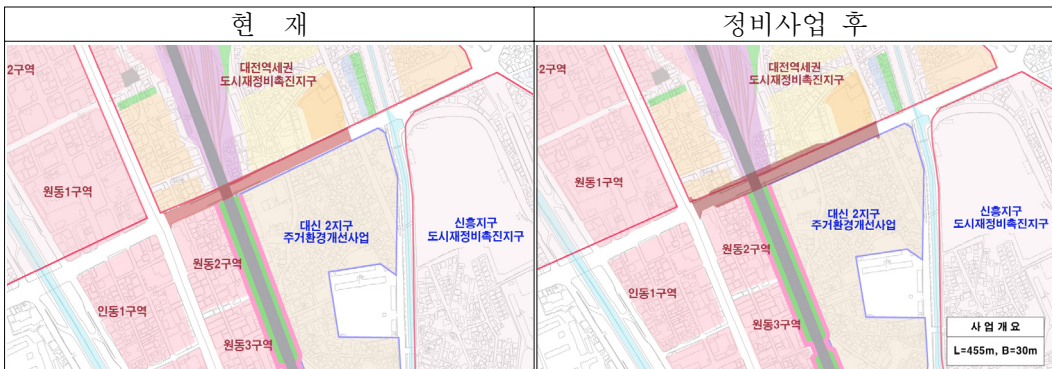 현 재
정비사업 후
2구역
대전역세권
도시재정비촉진지구
원동1구역
대신 2지구
주거환경개선사업
신흥지구
도시재정비촉진지구
원동2구역
인동1구역
원동3구역
2구역
대전역세권
도시재정비촉진지구
원동1구역
대신 2지구
주거환경개선사업
신흥지구
도시재정비촉진지구
원동2구역
인동1구역
원동3구역
사 업 개 요
L=455m, B=30m